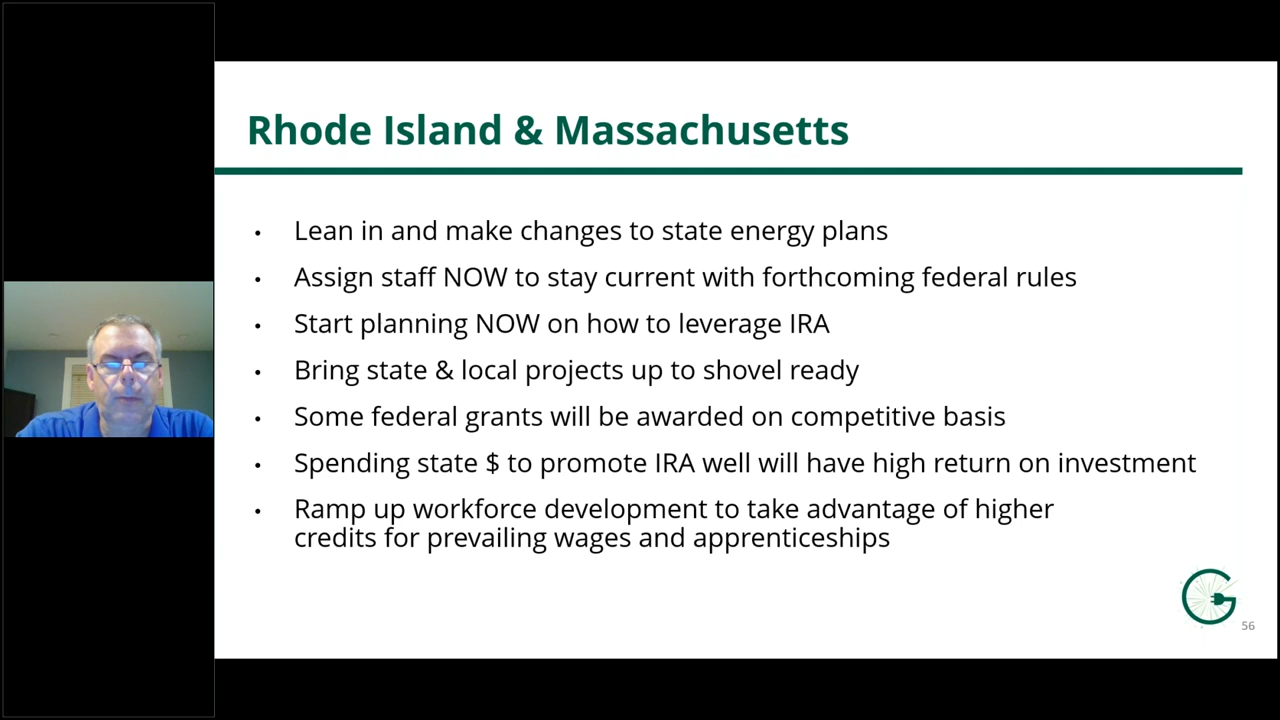 Rhode Island & Massachusetts
• Lean in and make changes to state energy plans
• Assign staff NOW to stay current with forthcoming federal rules
• Start planning NOW on how to leverage IRA
• Bring state & local projects up to shovel ready
• Some federal grants will be awarded on competitive basis
• Spending state $ to promote IRA well will have high return on investment
• Ramp up workforce development to take advantage of higher
credits for prevailing wages and apprenticeships
G
56